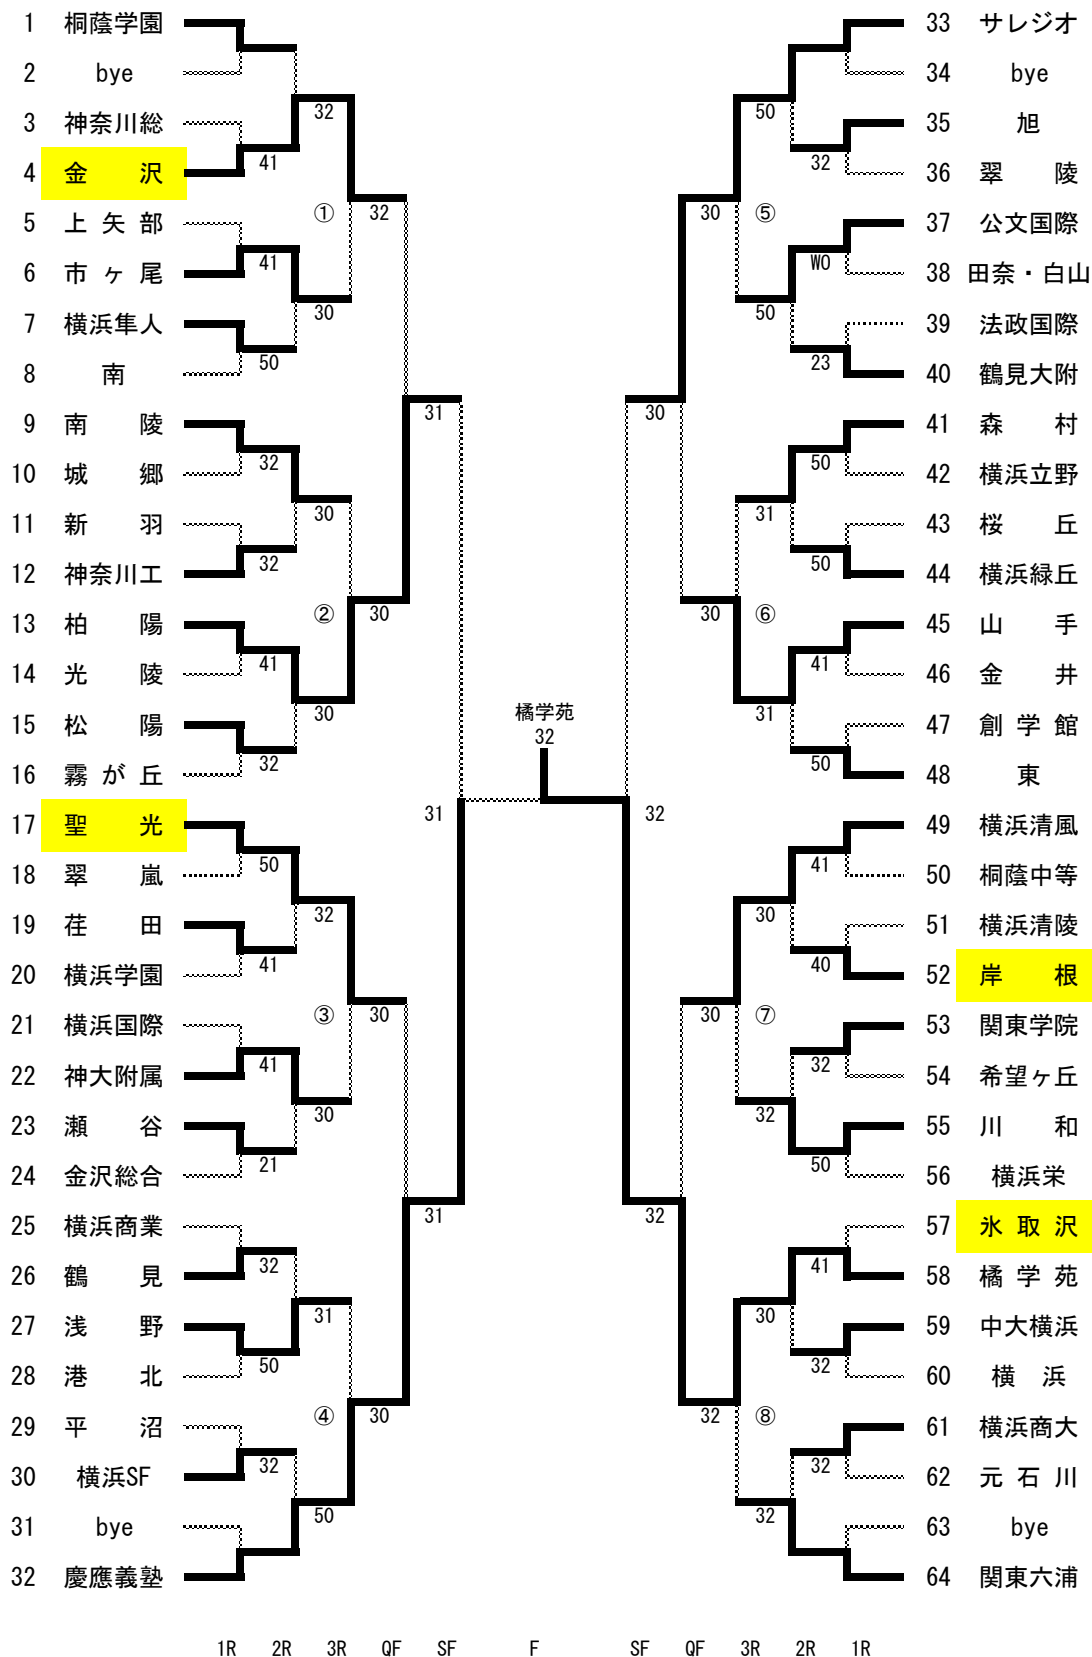 1 桐蔭学園 33 サレジオ
2 bye 32 50 34 bye
3 神奈川総 35 旭
4 金 沢 41 32 36 翠 陵
5 上 矢 部 ① 32 30 ⑤ 37 公文国際
6 市 ヶ 尾 41 W0 38 田奈・白山
7 横浜隼人 30 50 39 法政国際
8 南 50 23 40 鶴見大附
9 南 陵 31 30 41 森 村
10 城 郷 32 50 42 横浜立野
11 新 羽 30 31 43 桜 丘
12 神奈川工 32 50 44 横浜緑丘
13 柏 陽 ② 30 30 ⑥ 45 山 手
14 光 陵 41 41 46 金 井
15 松 陽 30 橘学苑 31 47 創 学 館
16 霧 が 丘 32 32 50 48 東
17 聖 光 31 32 49 横浜清風
18 翠 嵐 50 41 50 桐蔭中等
19 荏 田 32 30 51 横浜清陵
20 横浜学園 41 40 52 岸 根
21 横浜国際 ③ 30 30 ⑦ 53 関東学院
22 神大附属 41 32 54 希望ヶ丘
23 瀬 谷 30 32 55 川 和
24 金沢総合 21 50 56 横浜栄
25 横浜商業 31 32 57 氷 取 沢
26 鶴 見 32 41 58 橘 学 苑
27 浅 野 31 30 59 中大横浜
28 港 北 50 32 60 横 浜
29 平 沼 ④ 30 32 ⑧ 61 横浜商大
30 横浜SF 32 32 62 元 石 川
31 bye 50 32 63 bye
32 慶應義塾 64 関東六浦
1R 2R 3R QF SF F SF QF 3R 2R 1R